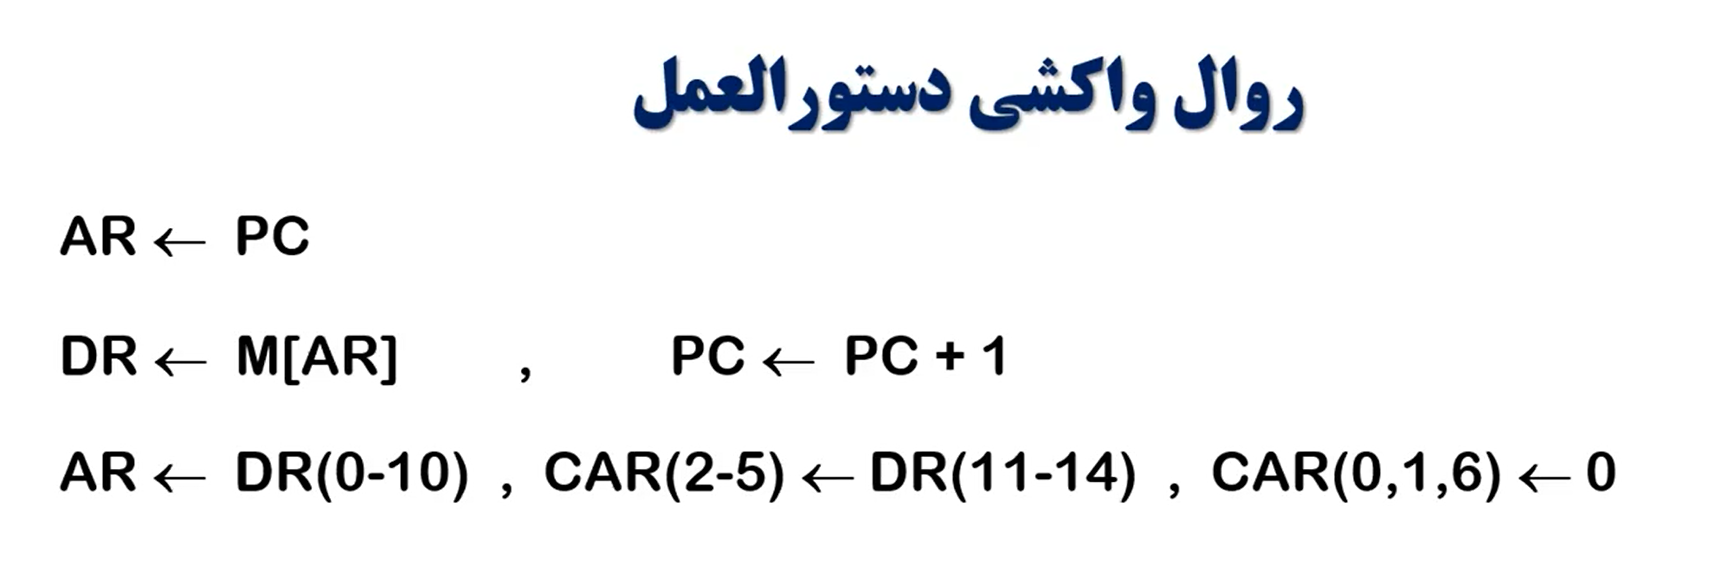 روال واکشی دستورالعمل
AR ← PC
DR ← M[AR] , PC ← PC + 1
AR ← DR(0-10) , CAR(2-5) ← DR(11-14) , CAR(0,1,6) ← 0